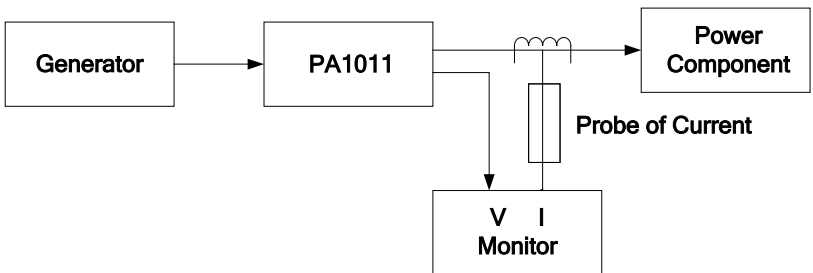 Generator
PA1011
Power
Component
Probe of Current
V I
Monitor